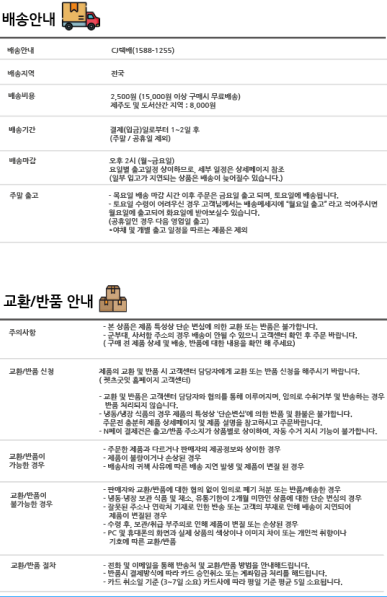 배송안내
배송안내 CJ택배(1588-1255)
배송지역 전국
배송비용 2,500원 (15,000원 이상 구매시 무료배송)
제주도 및 도서산간 지역 : 8,000원
배송기간 결제(입금)일로부터 1~2일 후
(주말 / 공휴일 제외)
배송마감 오후 2시 (월~금요일)
요일별 출고일정 상이하므로, 세부 일정은 상세페이지 참조
(일부 입고가 지연되는 상품은 배송이 늦어질수 있습니다.)
주말 출고 - 목요일 배송 마감 시간 이후 주문은 금요일 출고 되며, 토요일에 배송됩니다.
- 토요일 수령이 어려우신 경우 고객님께서는 배송메세지에 "월요일 출고" 라고 적어주시면
월요일에 출고되어 화요일에 받아보실수 있습니다.
(공휴일인 경우 다음 영업일 출고)
*야채 및 개별 출고 일정을 따르는 제품은 제외
교환/반품 안내
주의사항 - 본 상품은 제품 특성상 단순 변심에 의한 교환 또는 반품은 불가합니다.
- 군부대, 사서함 주소의 경우 배송이 안될 수 있으니 고객센터 확인 후 주문 바랍니다.
( 구매 전 제품 상세 및 배송, 반품에 대한 내용을 확인 해 주세요)
교환/반품 신청 제품의 교환 및 반품 시 고객센터 담당자에게 교환 또는 반품 신청을 해주시기 바랍니다.
( 펫츠굿잇 홈페이지 고객센터)
- 교환 및 반품은 고객센터 담당자와 협의를 통해 이루어지며, 임의로 수취거부 및 반송하는 경우
반품 처리되지 않습니다.
- 냉동/냉장 식품의 경우 제품의 특성상 '단순변심'에 의한 반품 및 환불은 불가합니다.
주문전 충분히 제품 상세페이지 및 제품 설명을 참고하시고 주문바랍니다.
- N페이 결제건은 출고/반품 주소지가 상품별로 상이하여, 자동 수거 지시 기능이 불가합니다.
교환/반품이
가능한 경우
- 주문한 제품과 다르거나 판매자의 제공정보와 상이한 경우
- 제품이 불량이거나 손상된 경우
- 배송사의 귀책 사유에 따른 배송 지연 발생 및 제품이 변질 된 경우
교환/반품이
불가능한 경우
- 판매자와 교환/반품에 대한 협의 없이 임의로 폐기 처분 또는 반품/배송한 경우
- 냉동·냉장 보관 식품 및 채소, 유통기한이 2개월 미만인 상품에 대한 단순 변심의 경우
- 잘못된 주소나 연락처 기재로 인한 반송 또는 고객의 부재로 인해 배송이 지연되어
제품이 변질된 경우
- 수령 후, 보관/취급 부주의로 인해 제품이 변질 또는 손상된 경우
- PC 및 휴대폰의 화면과 실제 상품의 색상이나 이미지 차이 또는 개인적 취향이나
기호에 따른 교환/반품
교환/반품 절차 - 전화 및 이메일을 통해 반송처 및 교환/반품 방법을 안내해드립니다.
- 반품시 결제방식에 따라 카드 승인취소 또는 계좌입금 처리를 해드립니다.
- 카드 취소일 기준 (3~7일 소요) 카드사에 따라 평일 기준 평균 5일 소요됩니다.